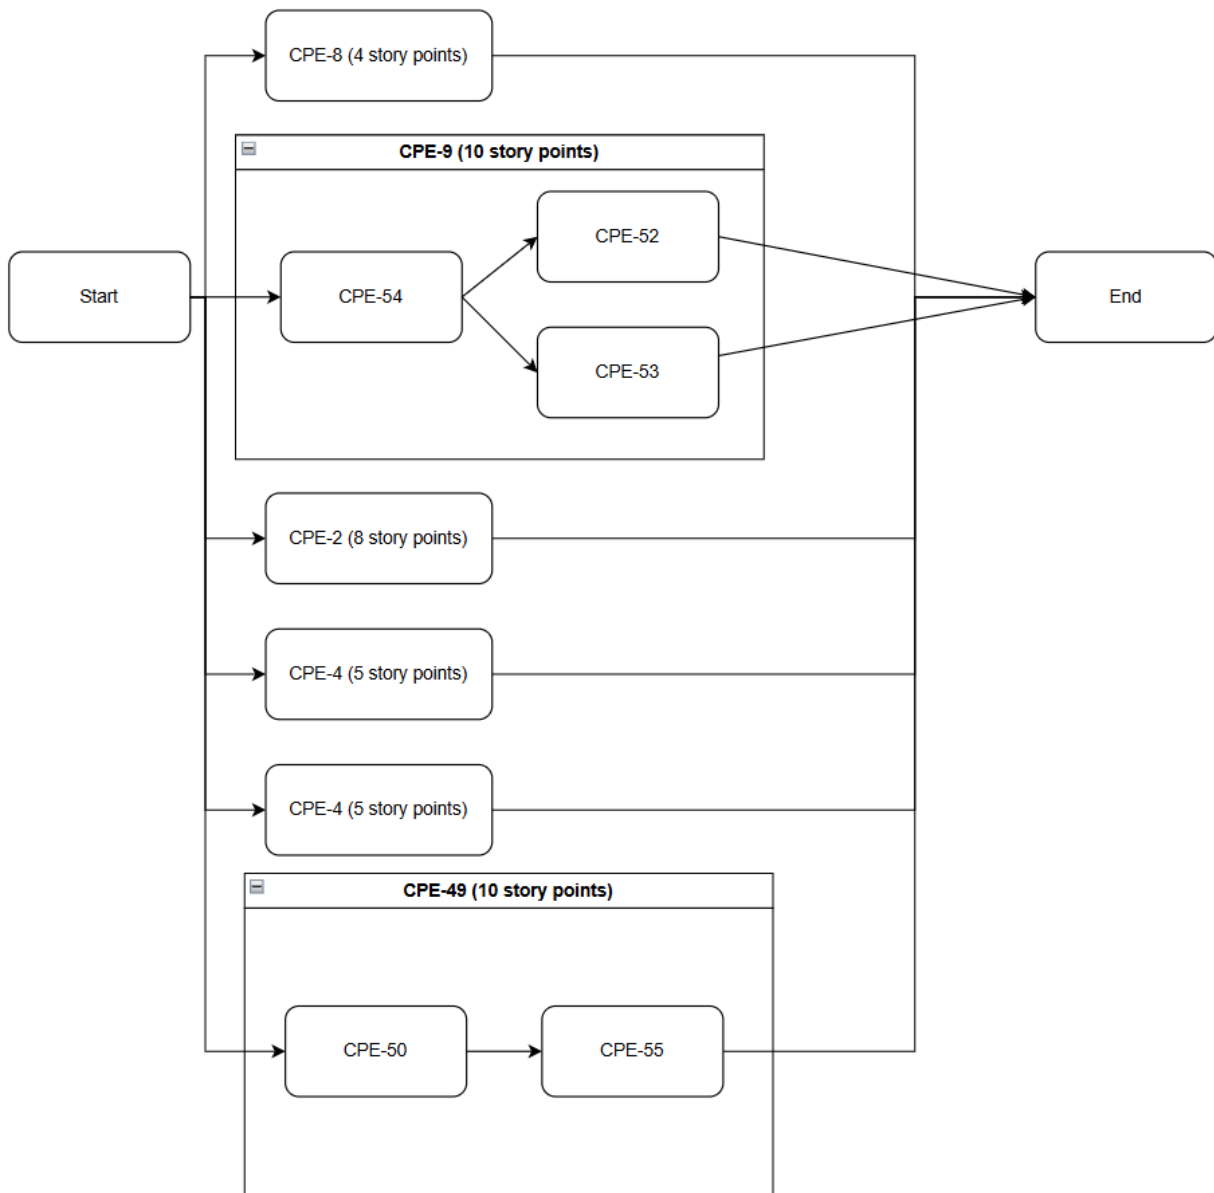 CPE-8 (4 story points)
CPE-9 (10 story points)
CPE-52
Start
CPE-54
End
CPE-53
CPE-2 (8 story points)
CPE-4 (5 story points)
CPE-4 (5 story points)
CPE-49 (10 story points)
CPE-50
CPE-55